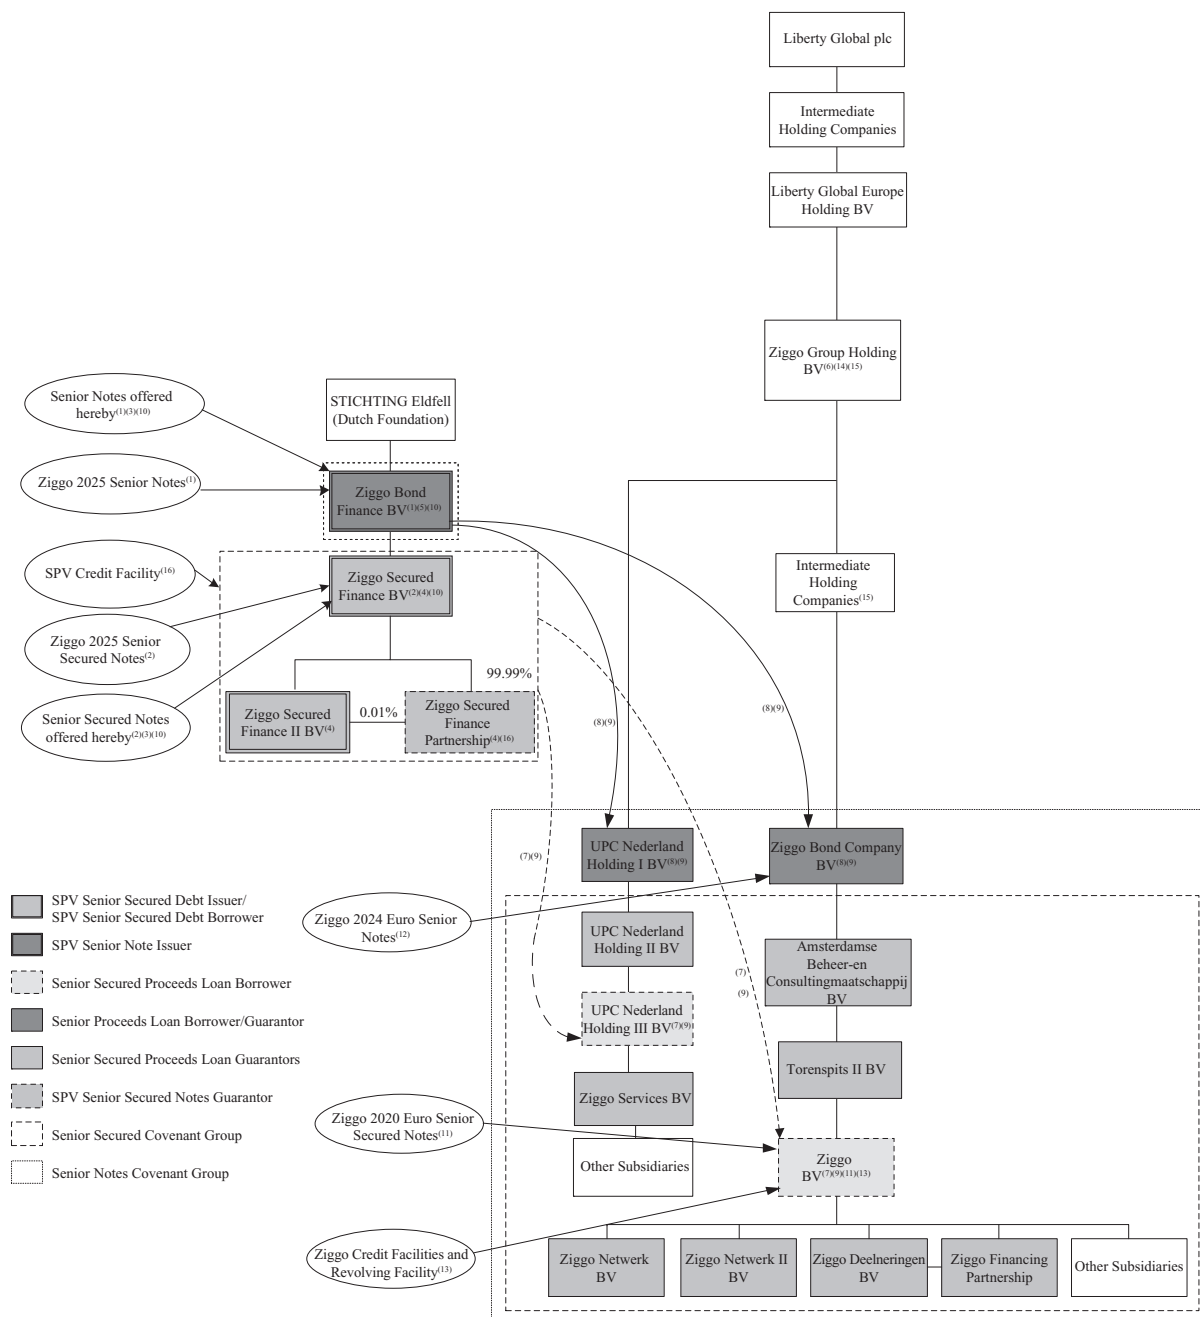 Liberty Global plc
Intermediate
Holding Companies
Liberty Global Europe
Holding BV
Ziggo Group Holding
BV(6)(14)(15)
Senior Notes offered
hereby(1)(3)(10)
STICHTING Eldfell
(Dutch Foundation)
Ziggo 2025 Senior Notes(1)
Ziggo Bond
Finance BV(1)(5)(10)
SPV Credit Facility(16)
Ziggo Secured
Finance BV(2)(4)(10)
Intermediate
Holding
Companies(15)
Ziggo 2025 Senior
Secured Notes(2)
99.99%
Senior Secured Notes
offered hereby(2)(3)(10)
Ziggo Secured
Finance II BV(4)
0.01%
Ziggo Secured
Finance
Partnership(4)(16)
(8)(9)
(8)(9)
(7)(9)
UPC Nederland
Holding I BV(8)(9)
Ziggo Bond Company
BV(8)(9)
SPV Senior Secured Debt Issuer/
SPV Senior Secured Debt Borrower
SPV Senior Note Issuer
Senior Secured Proceeds Loan Borrower
Senior Proceeds Loan Borrower/Guarantor
Senior Secured Proceeds Loan Guarantors
SPV Senior Secured Notes Guarantor
Senior Secured Covenant Group
Senior Notes Covenant Group
Ziggo 2024 Euro Senior
Notes(12)
UPC Nederland
Holding II BV
Amsterdamse
Beheer-en
Consultingmaatschappij
BV
(7)
(9)
UPC Nederland
Holding III BV(7)(9)
Torenspits II BV
Ziggo Services BV
Ziggo 2020 Euro Senior
Secured Notes(11)
Other Subsidiaries
Ziggo
BV(7)(9)(11)(13)
Ziggo Credit Facilities and
Revolving Facility(13)
Ziggo Netwerk
BV
Ziggo Netwerk II
BV
Ziggo Deelneringen
BV
Ziggo Financing
Partnership
Other Subsidiaries